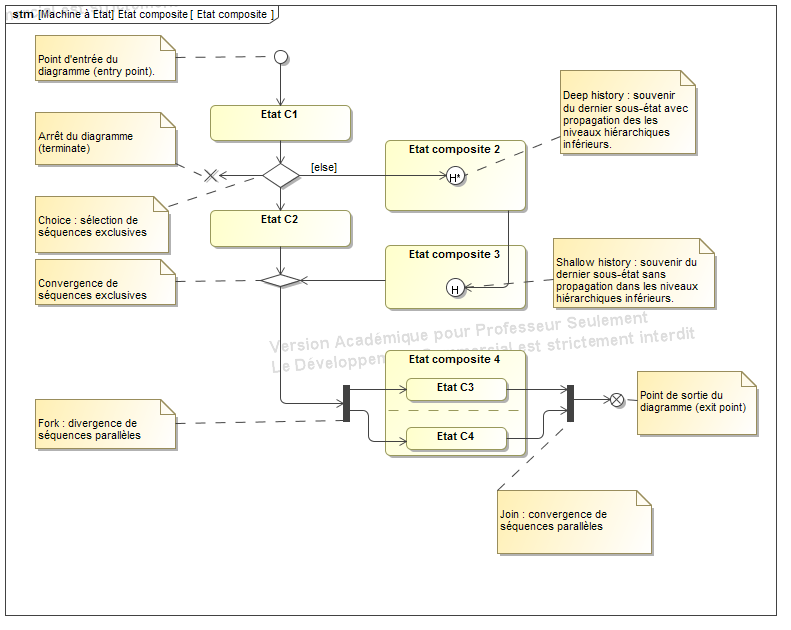 stm [Machine à Etat] Etat composite [ Etat composite ]
Point d'entrée du
diagramme (entry point).
Etat C1
Deep history : souvenir
du dernier sous-état avec
propagation des les
niveaux hiérarchiques
inférieurs.
Arrêt du diagramme
(terminate)
[else]
Etat composite 2
H*
Choice : sélection de
séquences exclusives
Etat C2
Etat composite 3
H
Shallow history : souvenir du
dernier sous-état sans
propagation dans les niveaux
hiérarchiques inférieurs.
Convergence de
séquences exclusives
Version Académique pour Professeur Seulement
Le Développement Commercial est strictement interdit
Etat composite 4
Etat C3
Etat C4
Point de sortie du
diagramme (exit point)
Fork : divergence de
séquences parallèles
Join : convergence de
séquences parallèles